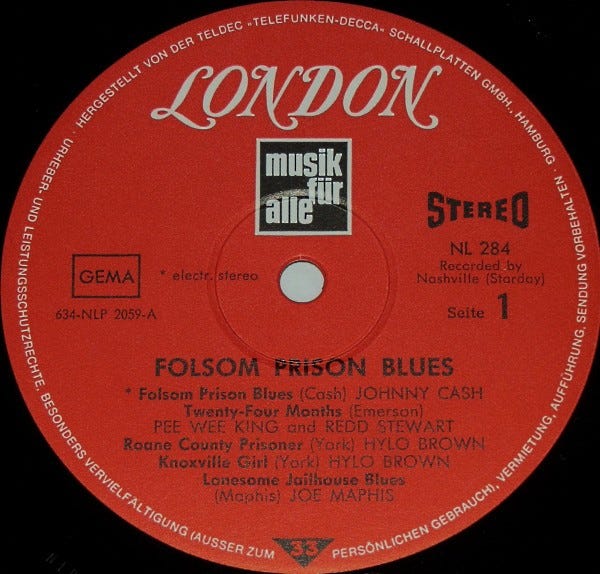 URHEBER- UND LEISTUNGSSCHUTZRECHTE, BESONDERS VERVIELFÄLTIGUNG (AUSSER ZUM PERSÖNLICHEN GEBRAUCH), VERMIETUNG, AUFFÜHRUNG, SENDUNG VORBEHALTEN
· HERGESTELLT VON DER TELDEC »TELEFUNKEN-DECCA« SCHALLPLATTEN GMBH., HAMBURG ·
LONDON
musik
für
alle
STEREO
NL 284
Recorded by
Nashville (Starday)
Seite 1
GEMA
* electr. stereo
634-NLP 2059-A
FOLSOM PRISON BLUES
* Folsom Prison Blues (Cash) JOHNNY CASH
Twenty-Four Months (Emerson)
PEE WEE KING and REDD STEWART
Roane County Prisoner (York) HYLO BROWN
Knoxville Girl (York) HYLO BROWN
Lonesome Jailhouse Blues
(Maphis) JOE MAPHIS
33